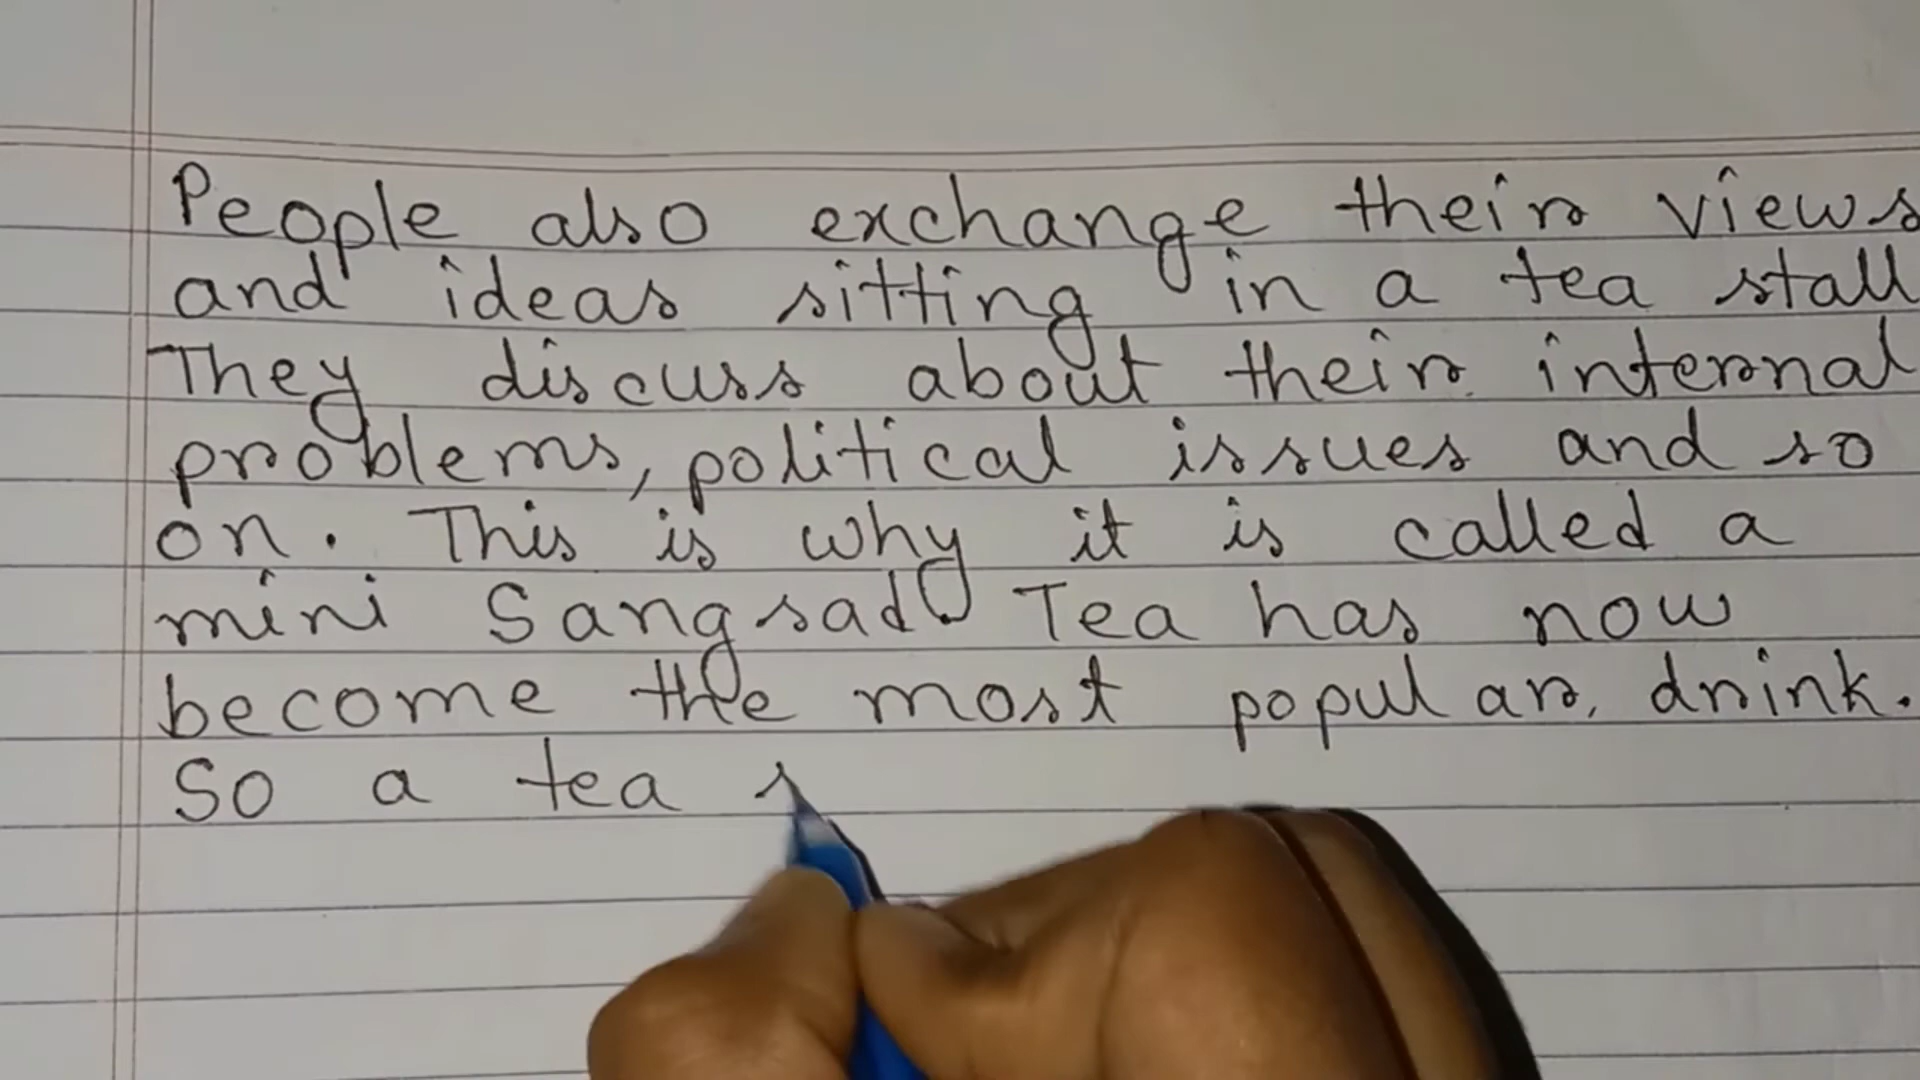 People also exchange their views
and ideas sitting in a tea stall
They discuss about their internal
problems, political issues and so
on. This is why it is called a
mini Sangsad. Tea has now
become the most popular, drink.
So a tea s